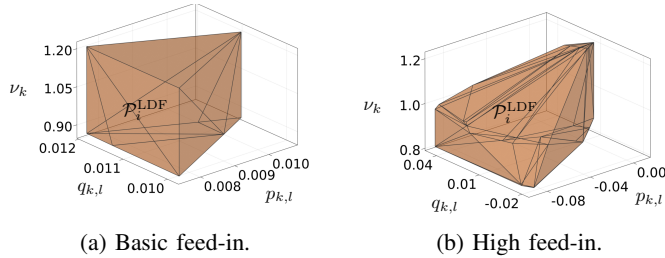 1.20
1.05
0.90
ν_k
𝒫_i^LDF
0.012
0.011
0.010
q_{k,l}
0.008
0.009
0.010
p_{k,l}
(a) Basic feed-in.
1.2
1.0
0.8
ν_k
𝒫_i^LDF
0.04
0.01
-0.02
q_{k,l}
-0.08
-0.04
0.00
p_{k,l}
(b) High feed-in.